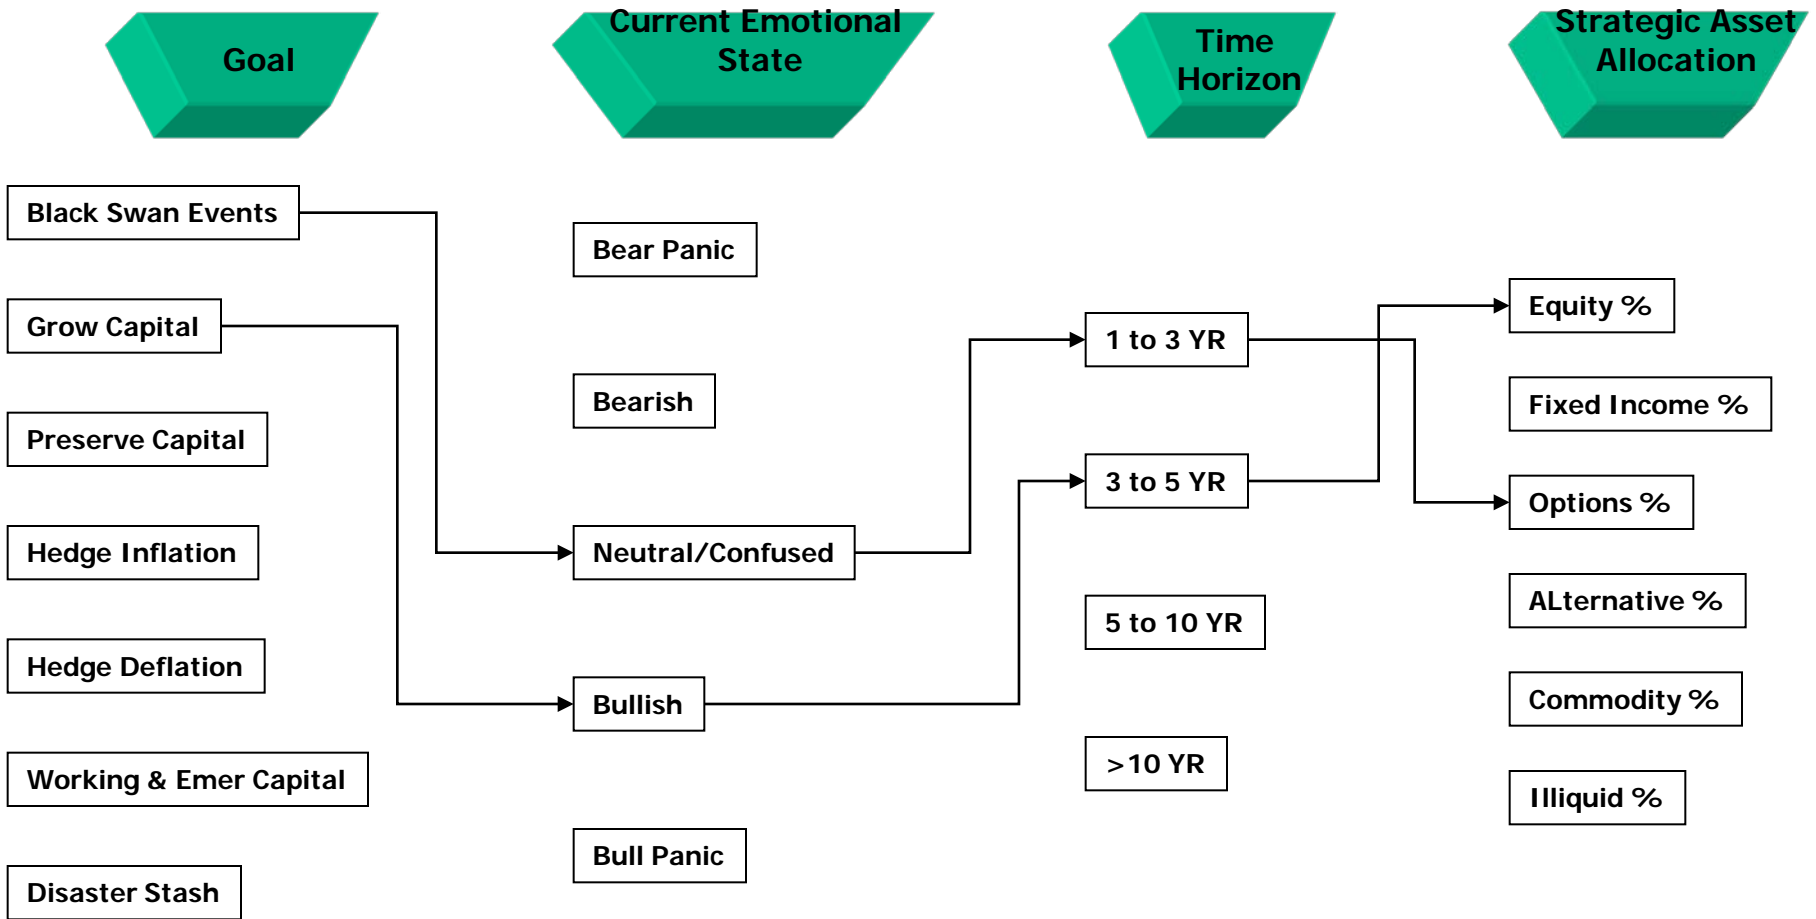 Goal
Current Emotional
State
Time
Horizon
Strategic Asset
Allocation
Black Swan Events
Grow Capital
Preserve Capital
Hedge Inflation
Hedge Deflation
Working & Emer Capital
Disaster Stash
Bear Panic
Bearish
Neutral/Confused
Bullish
Bull Panic
1 to 3 YR
3 to 5 YR
5 to 10 YR
>10 YR
Equity %
Fixed Income %
Options %
ALternative %
Commodity %
Illiquid %